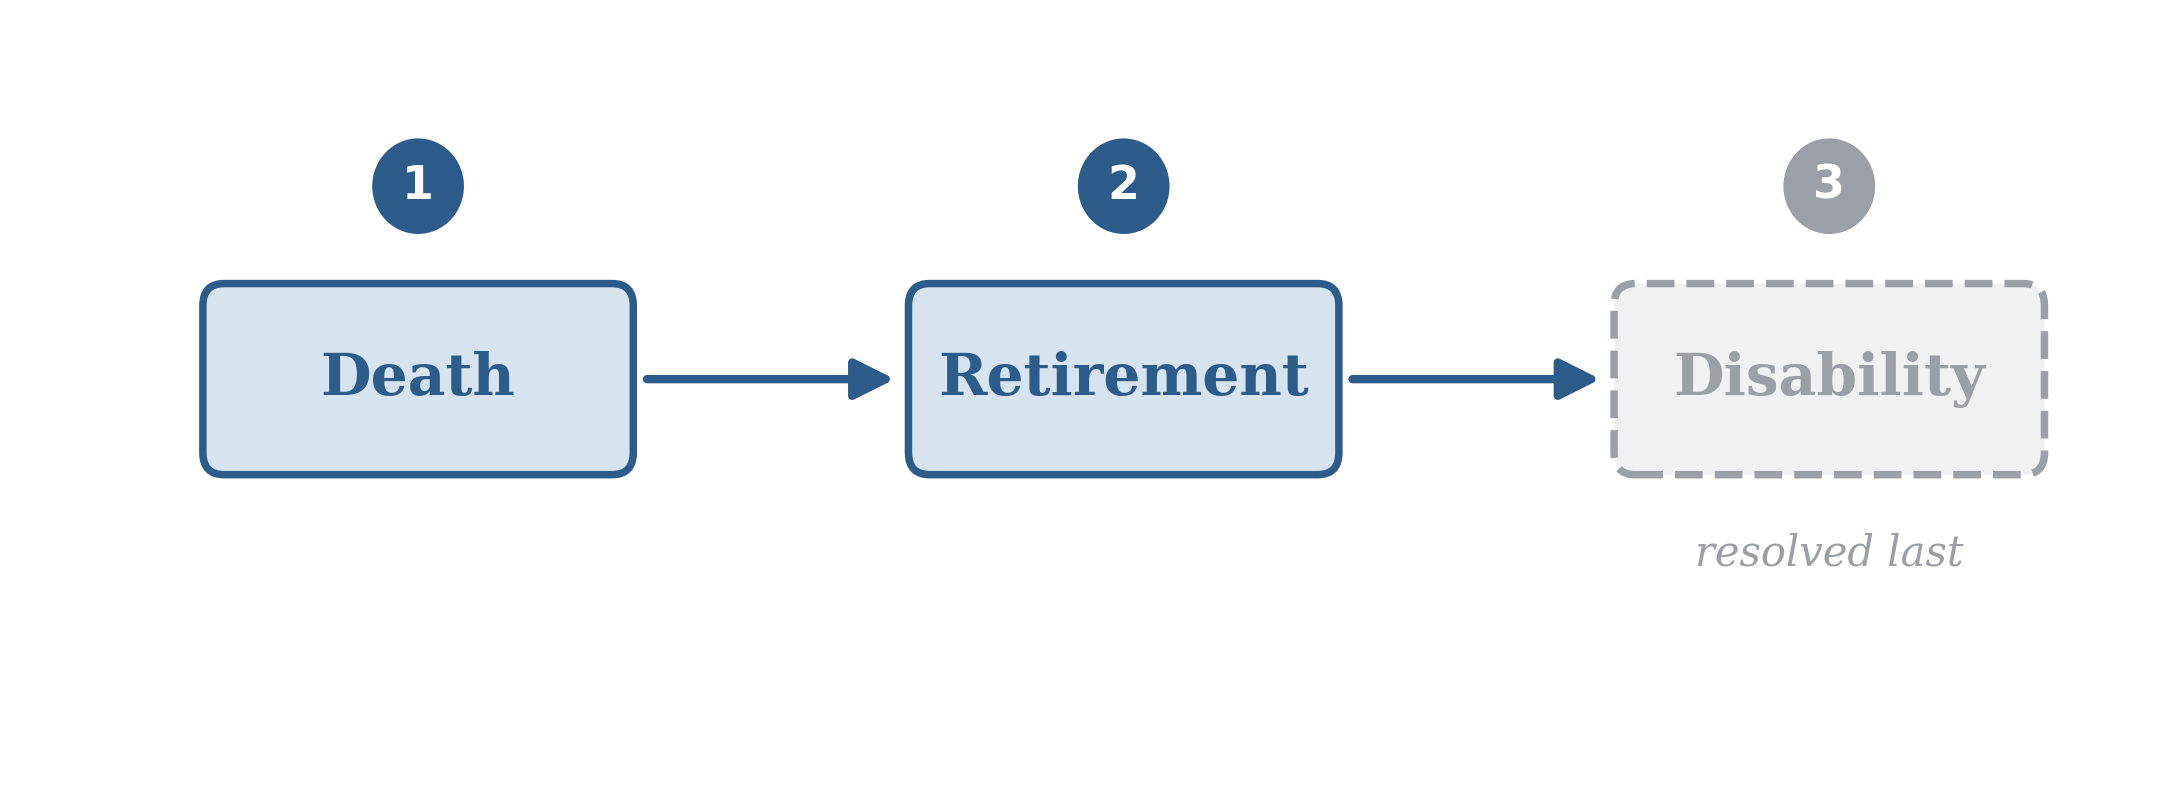 1
2
3
Death
Retirement
Disability
resolved last